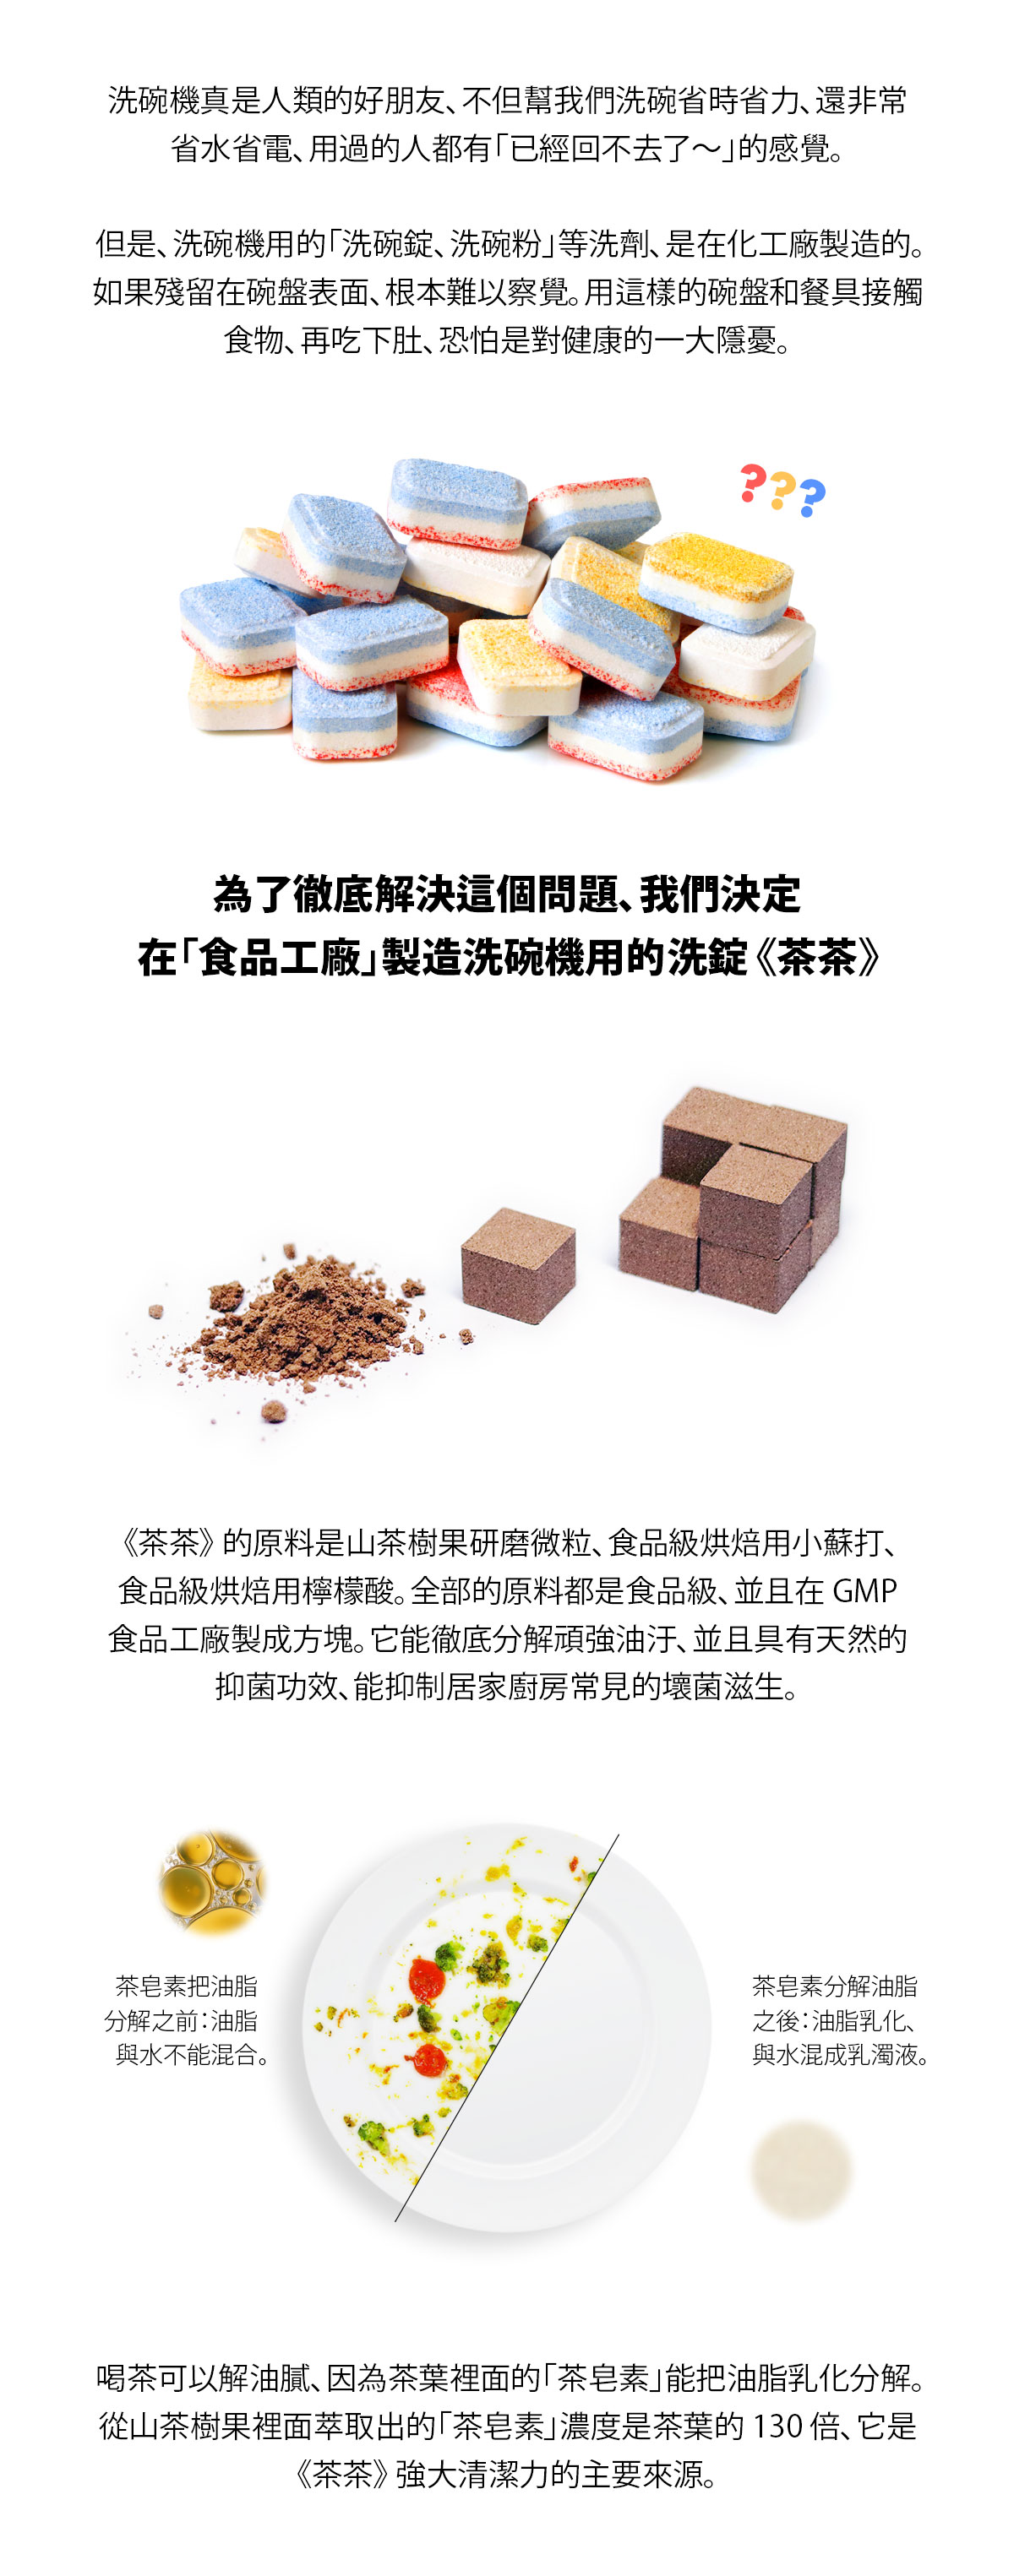 洗碗機真是人類的好朋友、不但幫我們洗碗省時省力、還非常
省水省電、用過的人都有「已經回不去了～」的感覺。
但是、洗碗機用的「洗碗錠、洗碗粉」等洗劑、是在化工廠製造的。
如果殘留在碗盤表面、根本難以察覺。用這樣的碗盤和餐具接觸
食物、再吃下肚、恐怕是對健康的一大隱憂。
???
為了徹底解決這個問題、我們決定
在「食品工廠」製造洗碗機用的洗錠《茶茶》
《茶茶》的原料是山茶樹果研磨微粒、食品級烘焙用小蘇打、
食品級烘焙用檸檬酸。全部的原料都是食品級、並且在 GMP
食品工廠製成方塊。它能徹底分解頑強油汙、並且具有天然的
抑菌功效、能抑制居家廚房常見的壞菌滋生。
茶皂素把油脂
分解之前：油脂
與水不能混合。
茶皂素分解油脂
之後：油脂乳化、
與水混成乳濁液。
喝茶可以解油膩、因為茶葉裡面的「茶皂素」能把油脂乳化分解。
從山茶樹果裡面萃取出的「茶皂素」濃度是茶葉的 130 倍、它是
《茶茶》強大清潔力的主要來源。